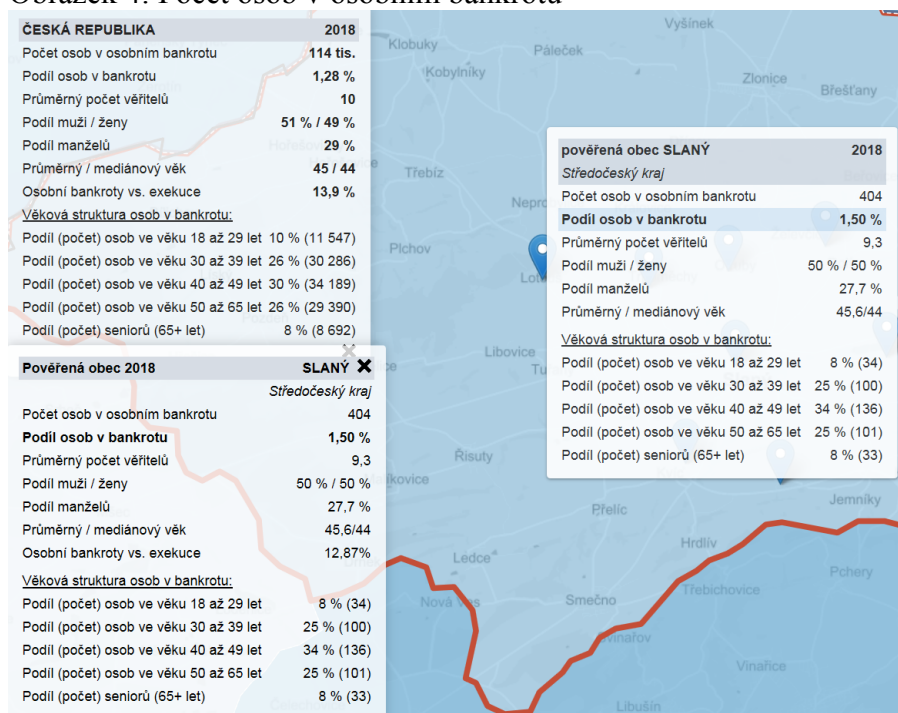 Obrázek 4: Počet osob v osobním bankrotu
ČESKÁ REPUBLIKA 2018
Počet osob v osobním bankrotu 114 tis.
Podíl osob v bankrotu 1,28 %
Průměrný počet věřitelů 10
Podíl muži / ženy 51 % / 49 %
Podíl manželů 29 %
Průměrný / mediánový věk 45 / 44
Osobní bankroty vs. exekuce 13,9 %
Věková struktura osob v bankrotu:
Podíl (počet) osob ve věku 18 až 29 let 10 % (11 547)
Podíl (počet) osob ve věku 30 až 39 let 26 % (30 286)
Podíl (počet) osob ve věku 40 až 49 let 30 % (34 189)
Podíl (počet) osob ve věku 50 až 65 let 26 % (29 390)
Podíl (počet) seniorů (65+ let) 8 % (8 692)
Pověřená obec 2018 SLANÝ
Středočeský kraj
Počet osob v osobním bankrotu 404
Podíl osob v bankrotu 1,50 %
Průměrný počet věřitelů 9,3
Podíl muži / ženy 50 % / 50 %
Podíl manželů 27,7 %
Průměrný / mediánový věk 45,6/44
Osobní bankroty vs. exekuce 12,87%
Věková struktura osob v bankrotu:
Podíl (počet) osob ve věku 18 až 29 let 8 % (34)
Podíl (počet) osob ve věku 30 až 39 let 25 % (100)
Podíl (počet) osob ve věku 40 až 49 let 34 % (136)
Podíl (počet) osob ve věku 50 až 65 let 25 % (101)
Podíl (počet) seniorů (65+ let) 8 % (33)
pověřená obec SLANÝ 2018
Středočeský kraj
Počet osob v osobním bankrotu 404
Podíl osob v bankrotu 1,50 %
Průměrný počet věřitelů 9,3
Podíl muži / ženy 50 % / 50 %
Podíl manželů 27,7 %
Průměrný / mediánový věk 45,6/44
Věková struktura osob v bankrotu:
Podíl (počet) osob ve věku 18 až 29 let 8 % (34)
Podíl (počet) osob ve věku 30 až 39 let 25 % (100)
Podíl (počet) osob ve věku 40 až 49 let 34 % (136)
Podíl (počet) osob ve věku 50 až 65 let 25 % (101)
Podíl (počet) seniorů (65+ let) 8 % (33)
Vyšínek
Klobuky
Páleček
Kobylníky
Zlonice
Břešťany
Třebíz
Plchov
Libovice
Řisuty
Přelíc
Jemníky
Hrdlív
Ledce
Pchery
Třebichovice
Nová Ves
Smečno
Vinařice
Libušín